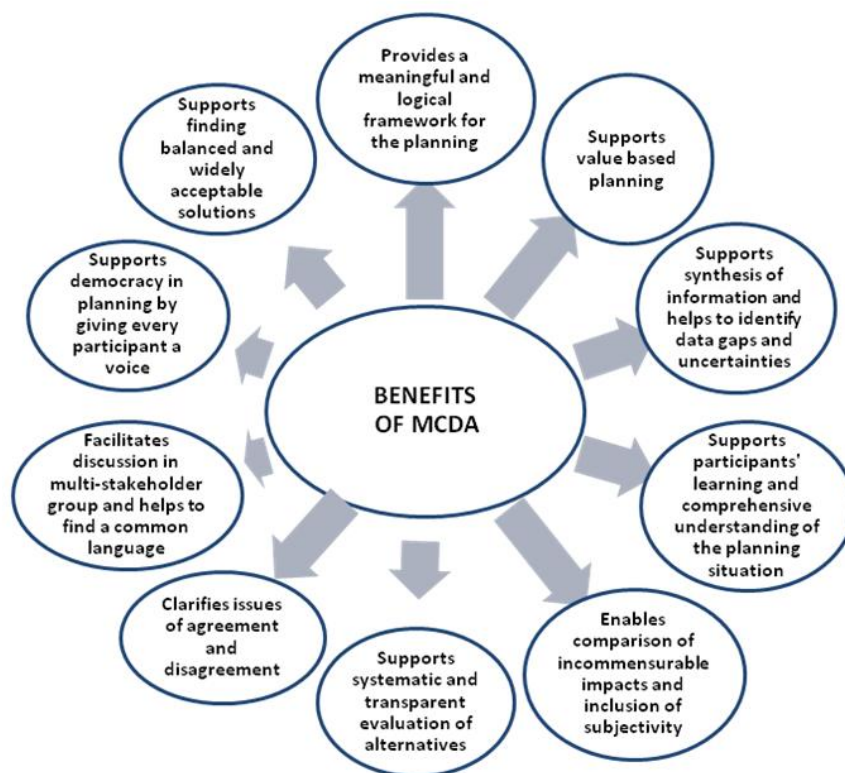 Provides a
meaningful and
logical
framework for
the planning
Supports
value based
planning
Supports
synthesis of
information and
helps to identify
data gaps and
uncertainties
Supports
participants'
learning and
comprehensive
understanding of
the planning
situation
Enables
comparison of
incommensurable
impacts and
inclusion of
subjectivity
Supports
systematic and
transparent
evaluation of
alternatives
Clarifies issues
of agreement
and
disagreement
Facilitates
discussion in
multi-stakeholder
group and helps to
find a common
language
Supports
democracy in
planning by
giving every
participant a
voice
Supports
finding
balanced and
widely
acceptable
solutions
BENEFITS
OF MCDA